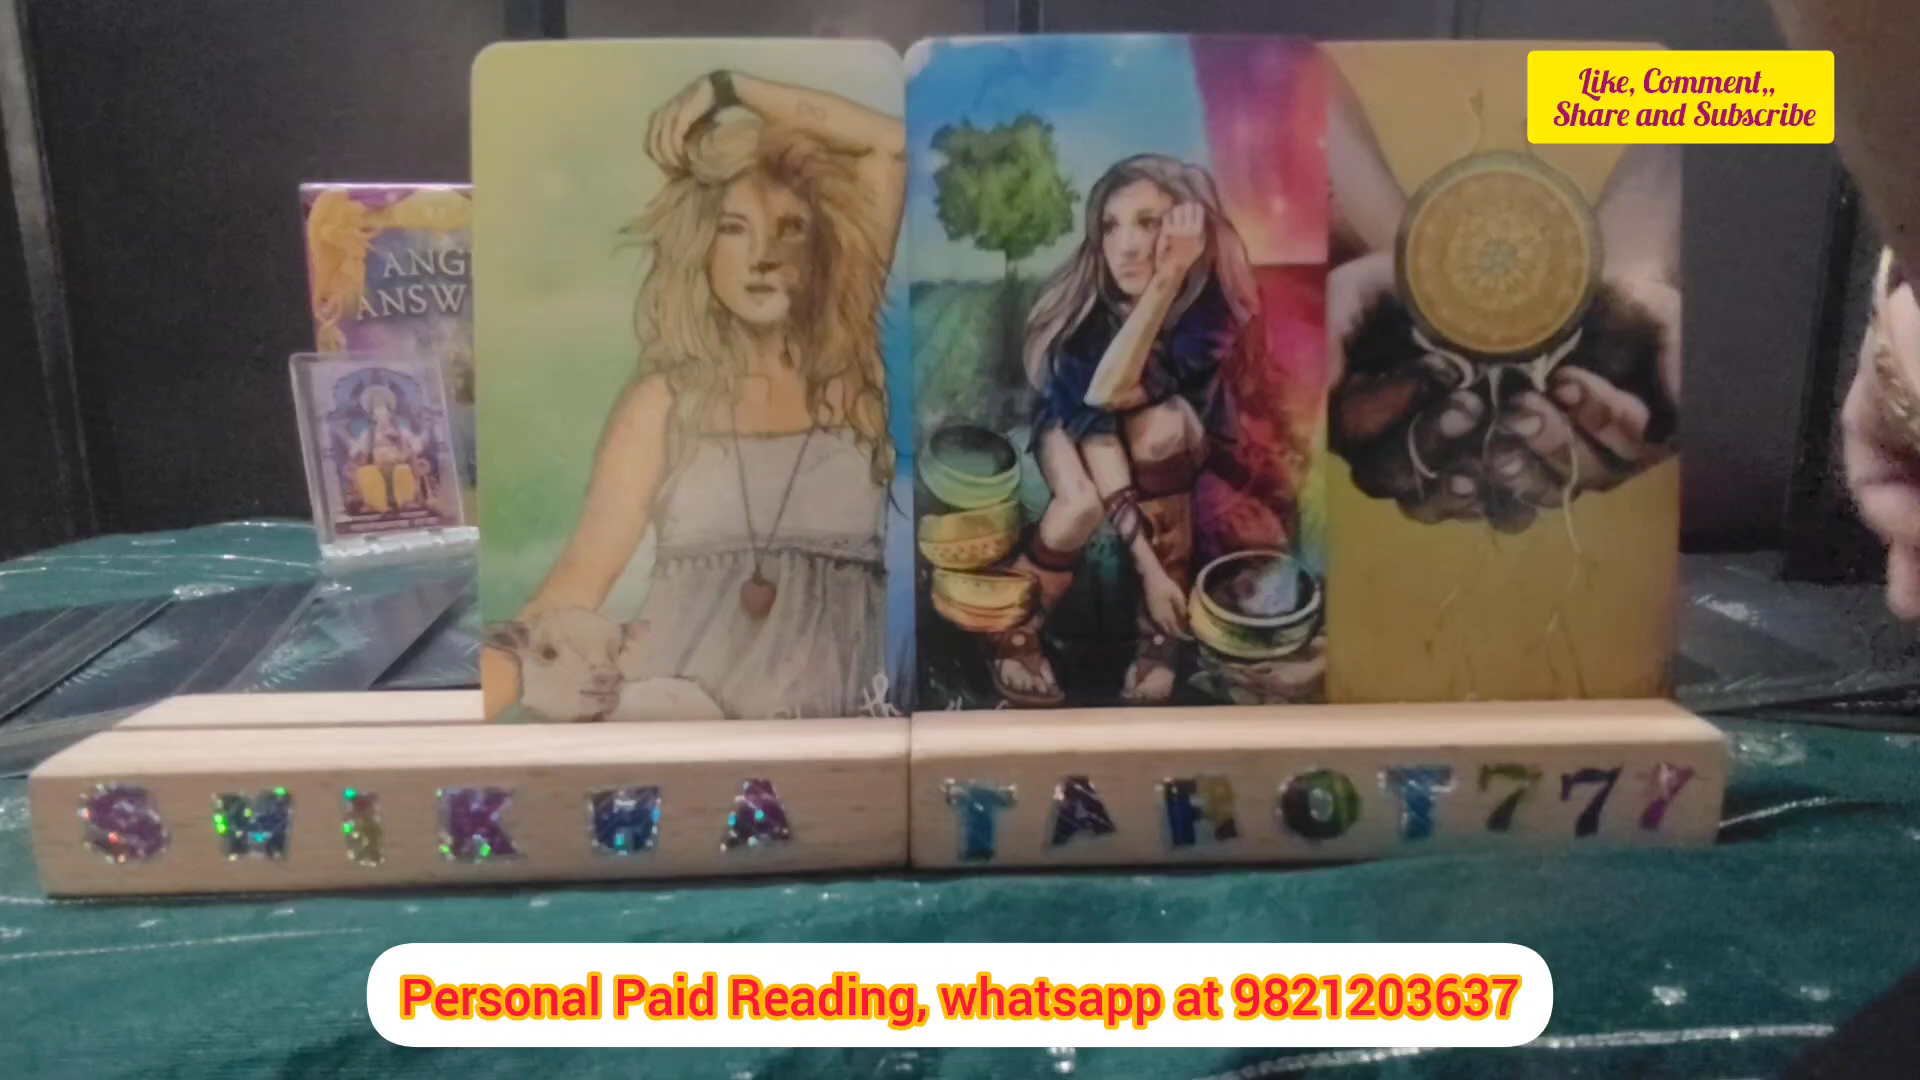 Like, Comment,,
Share and Subscribe
ANG
ANSW
SHIKHA TAROT777
Personal Paid Reading, whatsapp at 9821203637